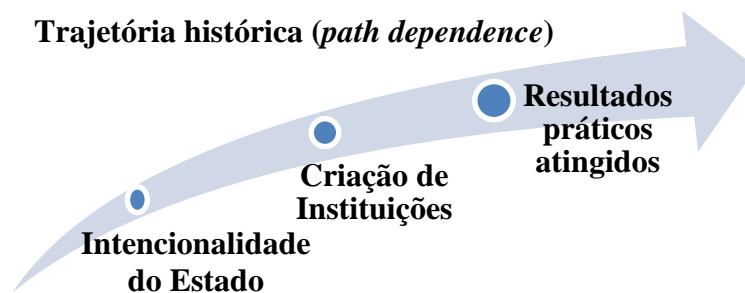 Trajetória histórica (path dependence)
Resultados
práticos
atingidos
Criação de
Instituições
Intencionalidade
do Estado